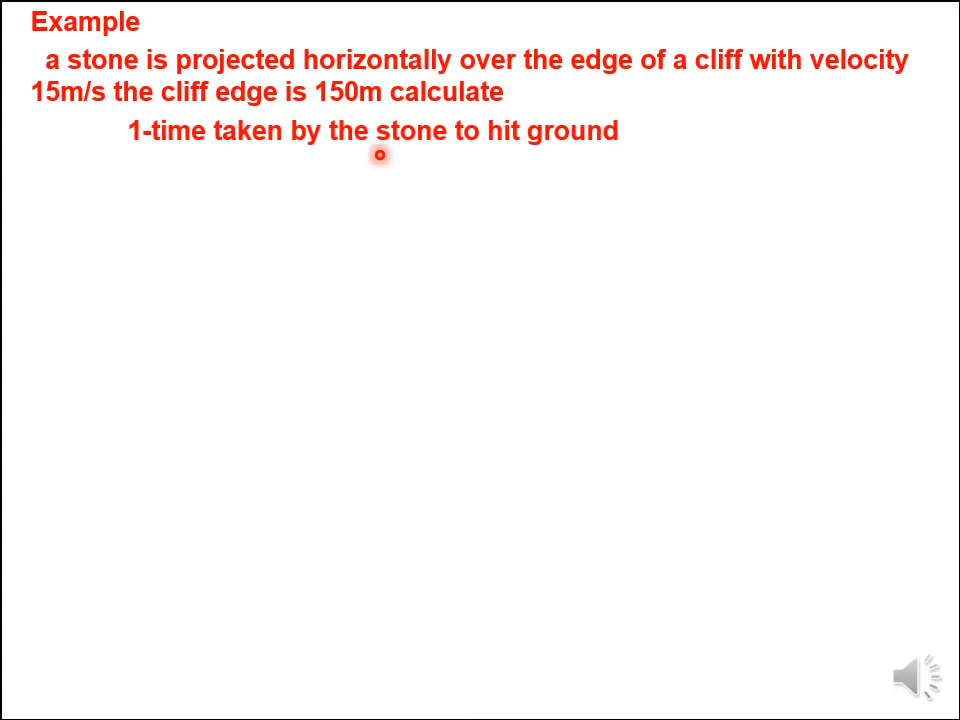 Example
a stone is projected horizontally over the edge of a cliff with velocity
15m/s the cliff edge is 150m calculate
1-time taken by the stone to hit ground